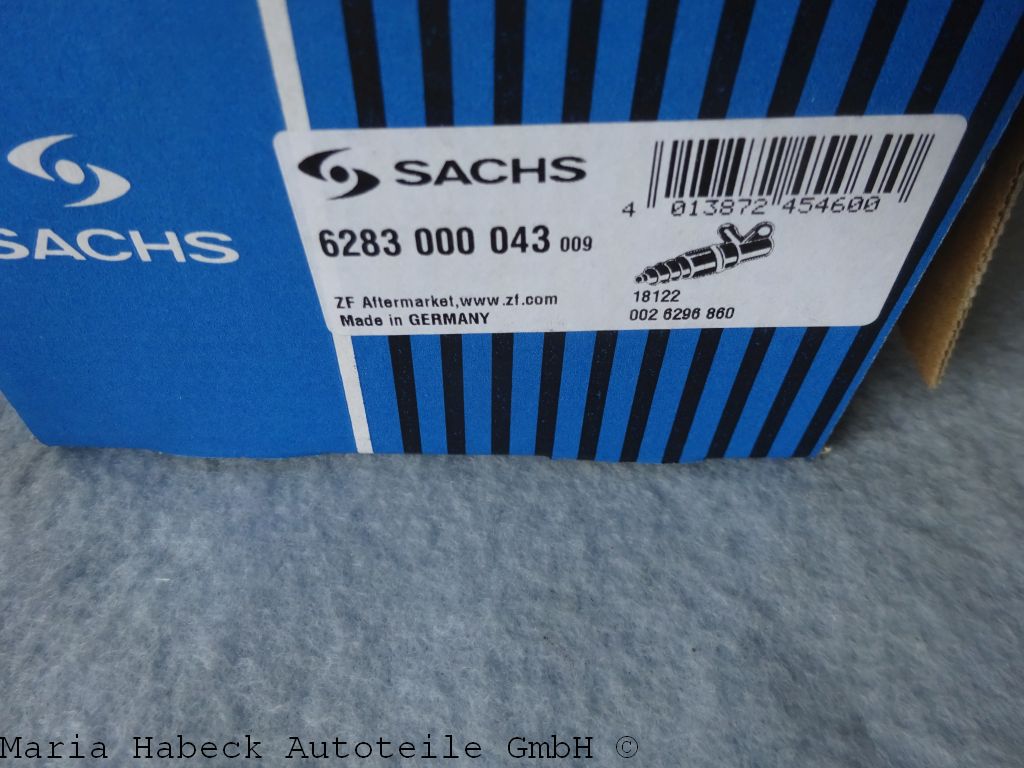 SACHS
SACHS
4 013872 454600
6283 000 043 009
ZF Aftermarket,www.zf.com
Made in GERMANY
18122
002 6296 860
Maria Habeck Autoteile GmbH ©